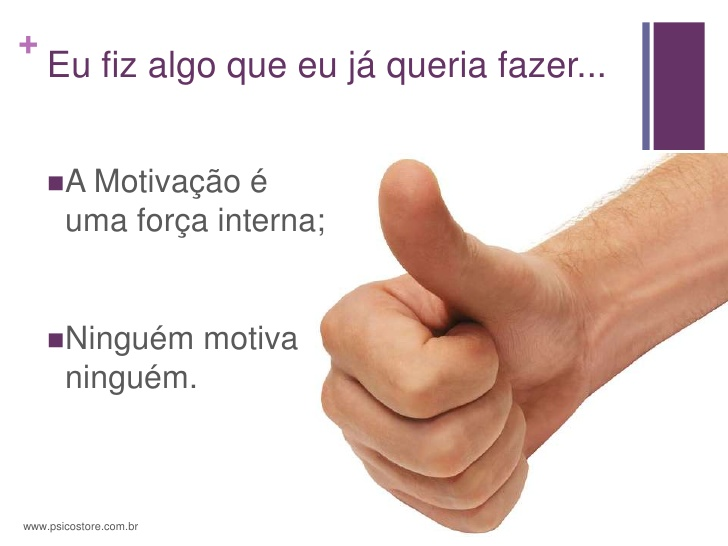 +
Eu fiz algo que eu já queria fazer...
A Motivação é
uma força interna;
Ninguém motiva
ninguém.
www.psicostore.com.br